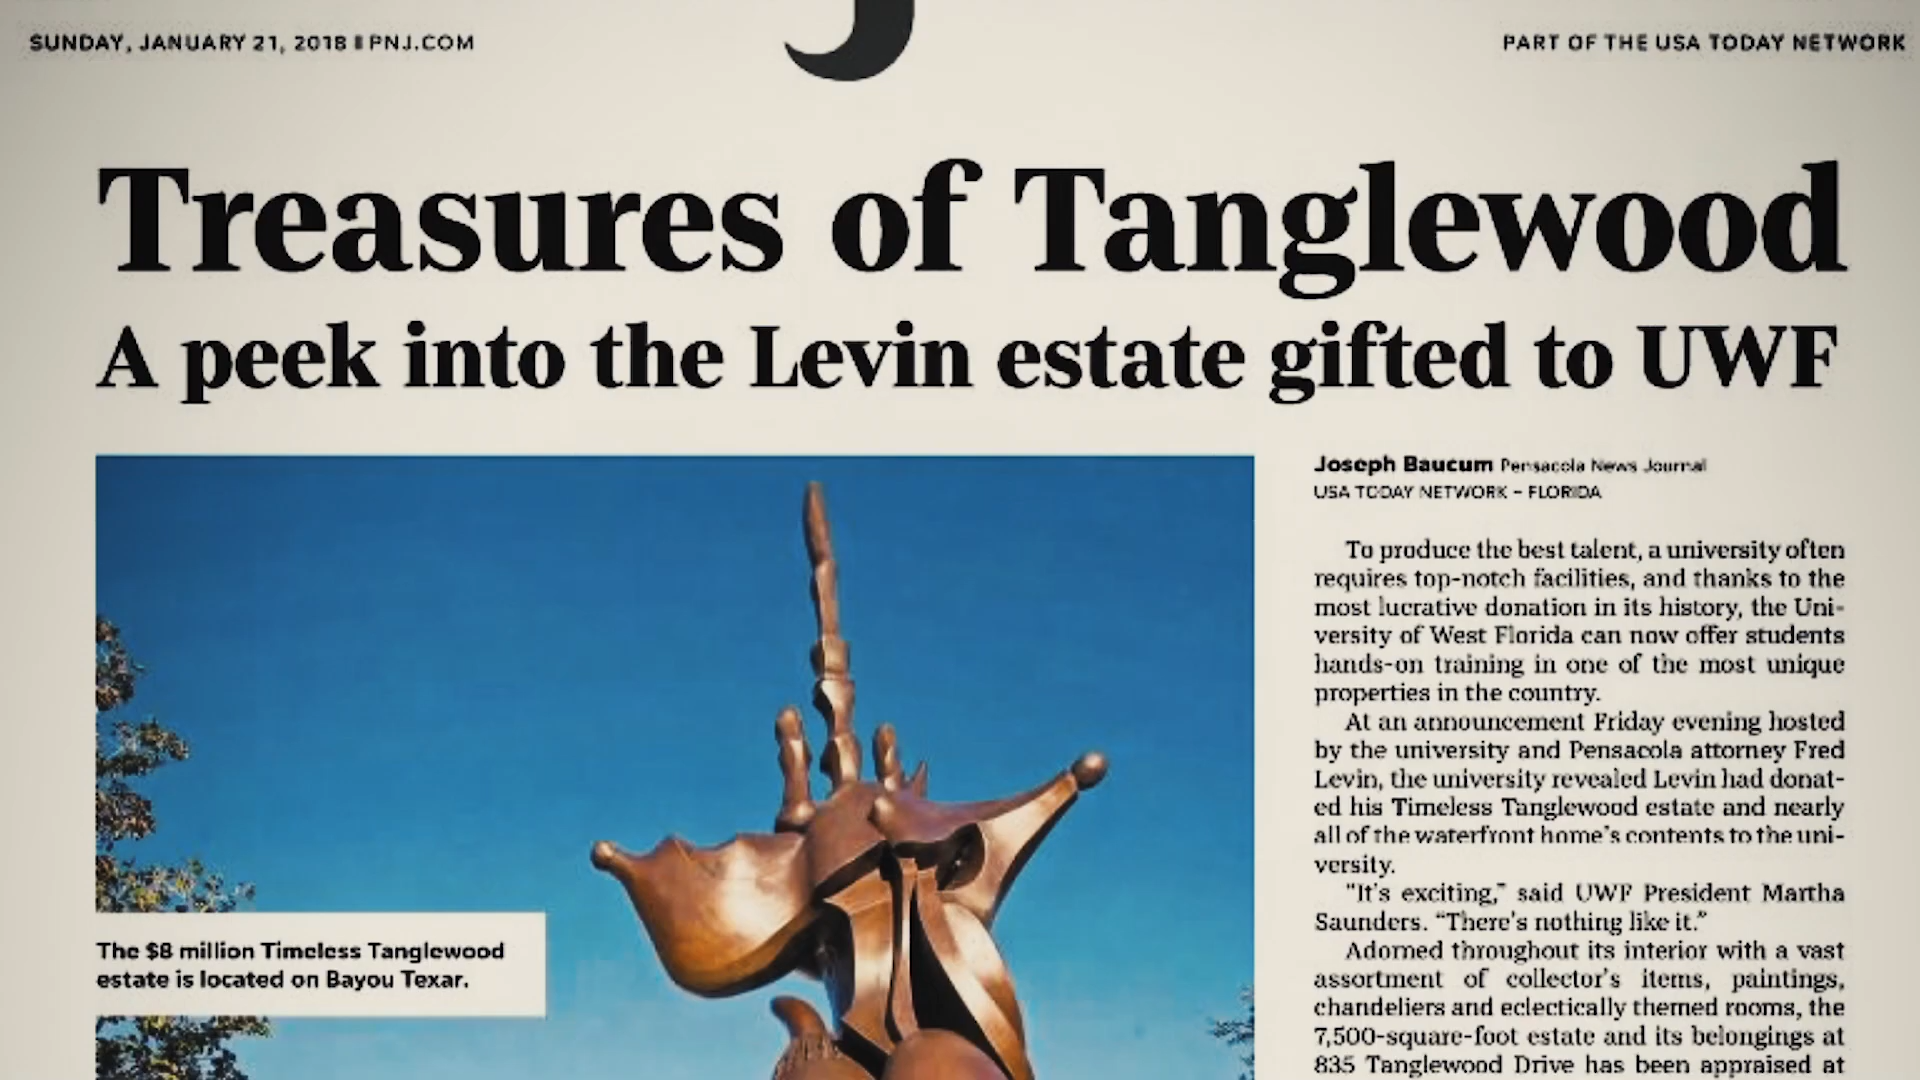 SUNDAY, JANUARY 21, 2018 ▮ PNJ.COM
PART OF THE USA TODAY NETWORK
Treasures of Tanglewood
A peek into the Levin estate gifted to UWF
Joseph Baucum Pensacola News Journal
USA TODAY NETWORK – FLORIDA
To produce the best talent, a university often
requires top-notch facilities, and thanks to the
most lucrative donation in its history, the Uni-
versity of West Florida can now offer students
hands-on training in one of the most unique
properties in the country.
At an announcement Friday evening hosted
by the university and Pensacola attorney Fred
Levin, the university revealed Levin had donat-
ed his Timeless Tanglewood estate and nearly
all of the waterfront home's contents to the uni-
versity.
"It's exciting," said UWF President Martha
Saunders. "There's nothing like it."
Adorned throughout its interior with a vast
assortment of collector's items, paintings,
chandeliers and eclectically themed rooms, the
7,500-square-foot estate and its belongings at
835 Tanglewood Drive has been appraised at
The $8 million Timeless Tanglewood
estate is located on Bayou Texar.